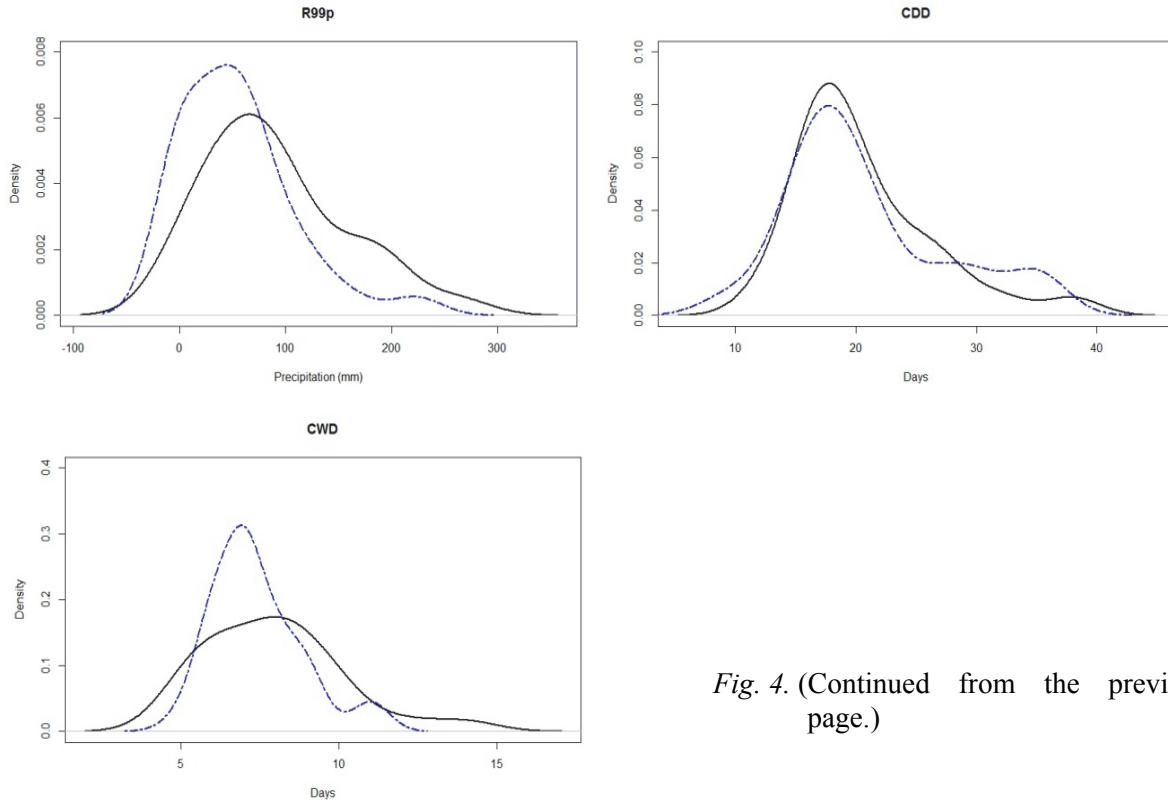 R99p
0.008
0.006
0.004
0.002
0.000
Density
-100 0 100 200 300
Precipitation (mm)
CDD
0.10
0.08
0.06
0.04
0.02
0.00
Density
10 20 30 40
Days
CWD
0.4
0.3
0.2
0.1
0.0
Density
5 10 15
Days
Fig. 4. (Continued from the previ
page.)